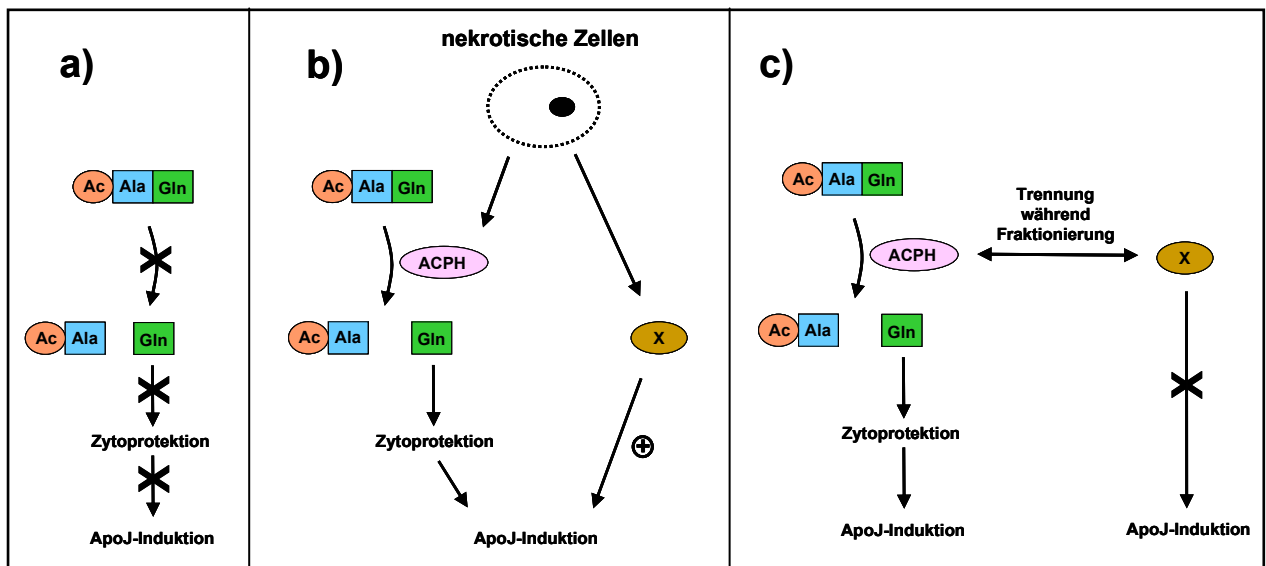 a)
Ac Ala Gln
Ac Ala Gln
Zytoprotektion
ApoJ-Induktion
b)
nekrotische Zellen
Ac Ala Gln
ACPH
Ac Ala Gln
X
Zytoprotektion
+
ApoJ-Induktion
c)
Ac Ala Gln
Trennung
während
Fraktionierung
ACPH
X
Ac Ala Gln
Zytoprotektion
ApoJ-Induktion
ApoJ-Induktion